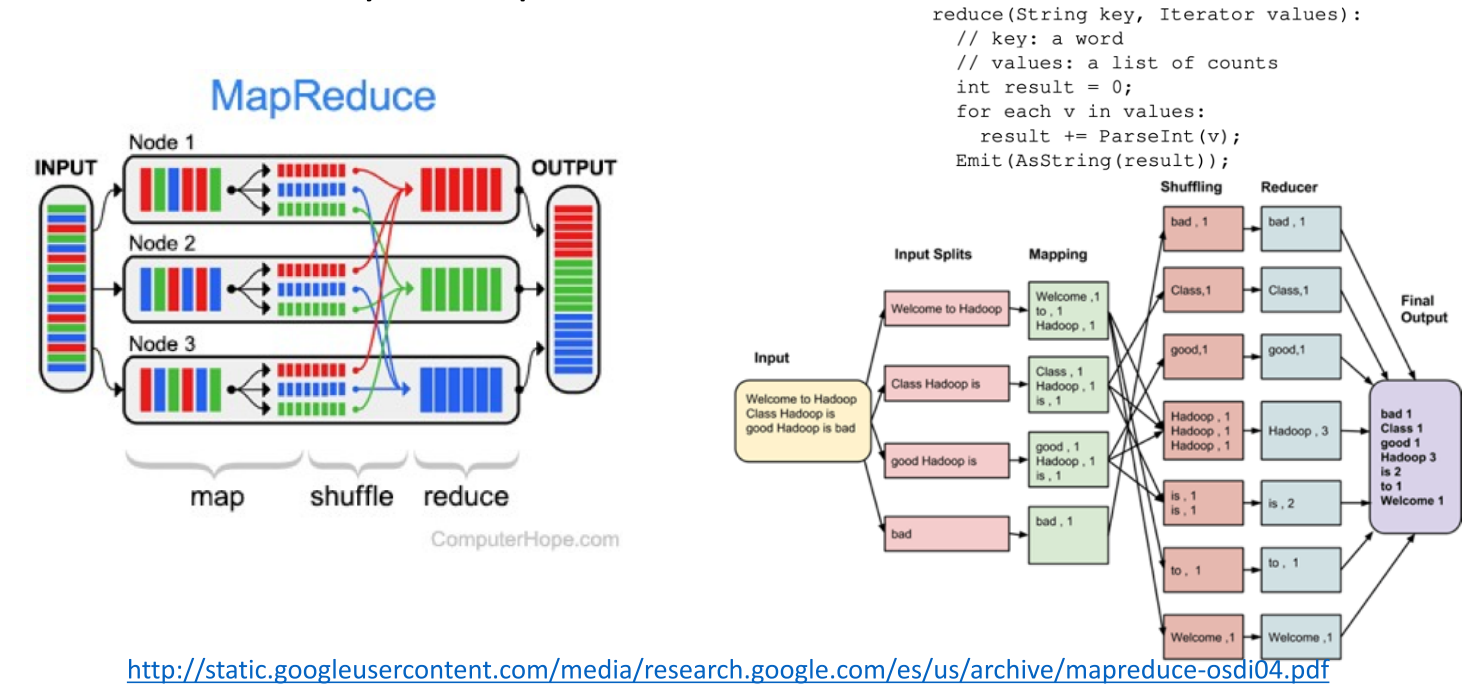 reduce(String key, Iterator values):
// key: a word
// values: a list of counts
int result = 0;
for each v in values:
result += ParseInt(v);
Emit(AsString(result));
MapReduce
INPUT
Node 1
Node 2
Node 3
OUTPUT
map
shuffle
reduce
ComputerHope.com
Input
Welcome to Hadoop
Class Hadoop is
good Hadoop is bad
Input Splits
Welcome to Hadoop
Class Hadoop is
good Hadoop is
bad
Mapping
Welcome ,1
to , 1
Hadoop , 1
Class , 1
Hadoop , 1
is , 1
good , 1
Hadoop , 1
is , 1
bad , 1
Shuffling
bad , 1
Class,1
good,1
Hadoop , 1
Hadoop , 1
Hadoop , 1
is , 1
is , 1
to , 1
Welcome ,1
Reducer
bad , 1
Class,1
good,1
Hadoop , 3
is , 2
to , 1
Welcome ,1
Final
Output
bad 1
Class 1
good 1
Hadoop 3
is 2
to 1
Welcome 1
http://static.googleusercontent.com/media/research.google.com/es/us/archive/mapreduce-osdi04.pdf